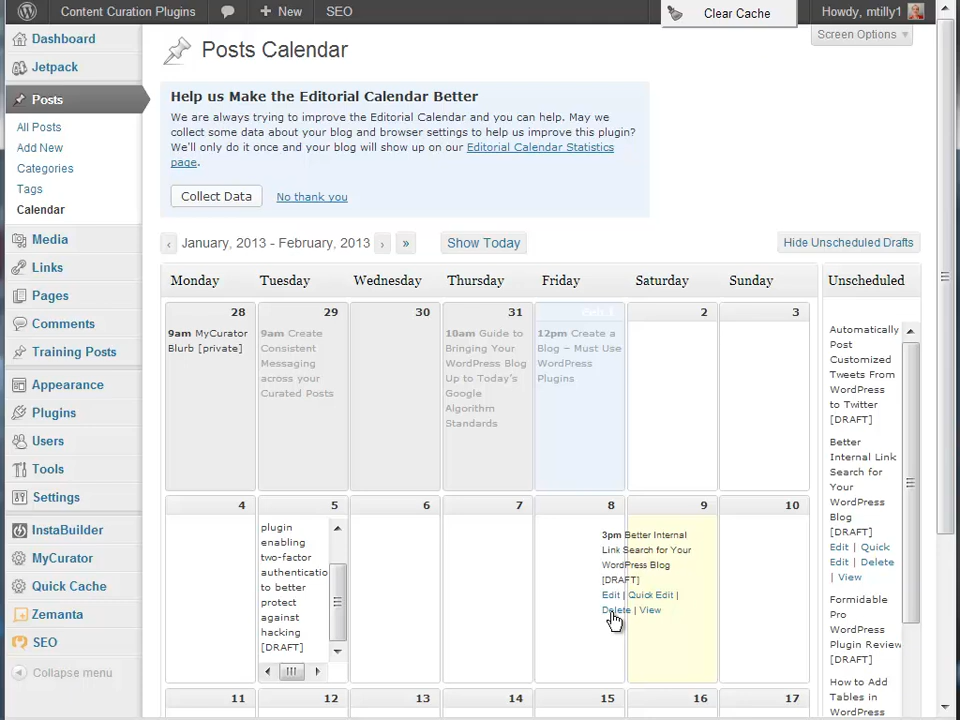 Content Curation Plugins
+ New
SEO
Clear Cache
Howdy, mtilly1
Screen Options
Dashboard
Jetpack
Posts
All Posts
Add New
Categories
Tags
Calendar
Media
Links
Pages
Comments
Training Posts
Appearance
Plugins
Users
Tools
Settings
InstaBuilder
MyCurator
Quick Cache
Zemanta
SEO
Collapse menu
Posts Calendar
Help us Make the Editorial Calendar Better
We are always trying to improve the Editorial Calendar and you can help. May we
collect some data about your blog and browser settings to help us improve this plugin?
We'll only do it once and your blog will show up on our Editorial Calendar Statistics
page.
Collect Data
No thank you
‹ January, 2013 - February, 2013 › »
Show Today
Hide Unscheduled Drafts
Monday Tuesday Wednesday Thursday Friday Saturday Sunday
28
9am MyCurator
Blurb [private]
29
9am Create
Consistent
Messaging
across your
Curated Posts
30
31
10am Guide to
Bringing Your
WordPress Blog
Up to Today's
Google
Algorithm
Standards
Feb 1
12pm Create a
Blog – Must Use
WordPress
Plugins
2
3
4
5
plugin
enabling
two-factor
authenticatio
to better
protect
against
hacking
[DRAFT]
6
7
8
9
3pm Better Internal
Link Search for Your
WordPress Blog
[DRAFT]
Edit | Quick Edit |
Delete | View
10
11
12
13
14
15
16
17
Unscheduled
Automatically
Post
Customized
Tweets From
WordPress
to Twitter
[DRAFT]
Better
Internal Link
Search for
Your
WordPress
Blog
[DRAFT]
Edit | Quick
Edit | Delete
| View
Formidable
Pro
WordPress
Plugin Review
[DRAFT]
How to Add
Tables in
WordPress